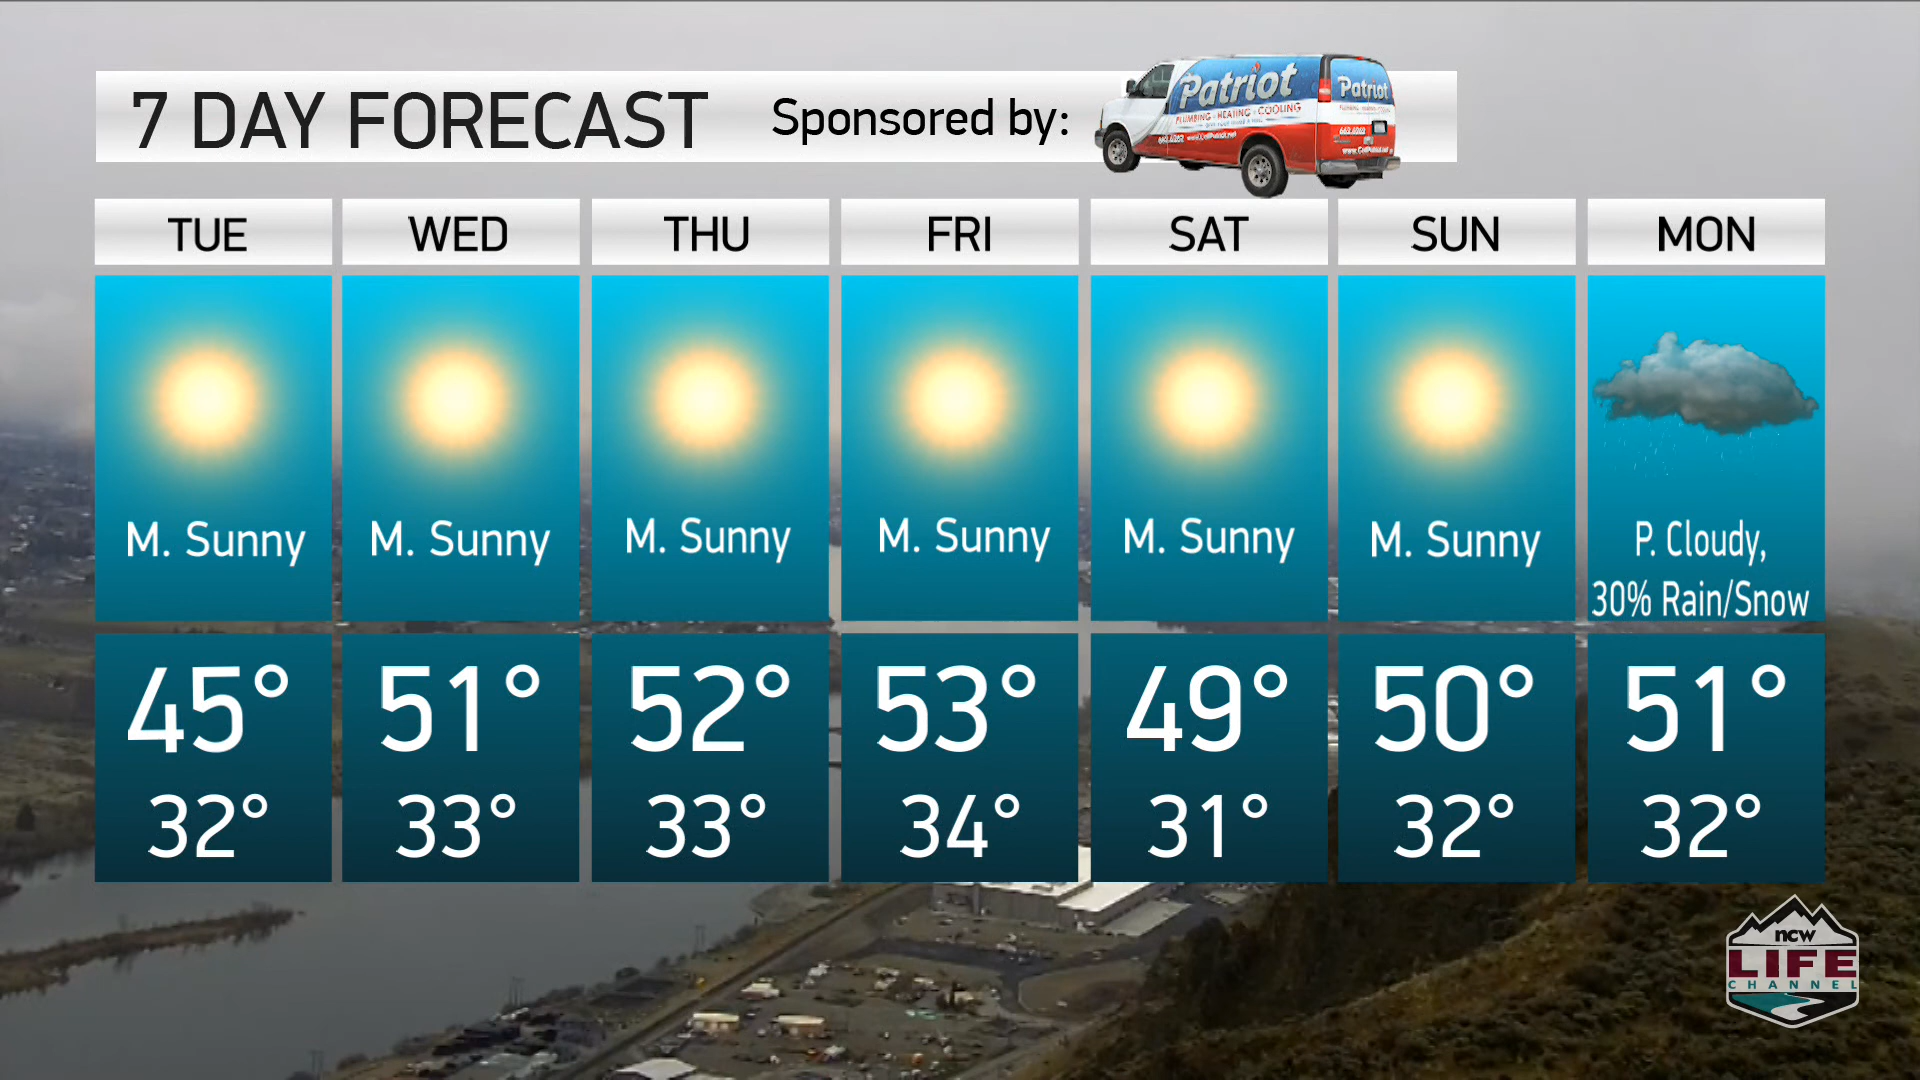 7 DAY FORECAST Sponsored by:
Patriot
PLUMBING • HEATING • COOLING
Patriot
TUE WED THU FRI SAT SUN MON
M. Sunny M. Sunny M. Sunny M. Sunny M. Sunny M. Sunny P. Cloudy,
30% Rain/Snow
45° 51° 52° 53° 49° 50° 51°
32° 33° 33° 34° 31° 32° 32°
ncw
LIFE
CHANNEL